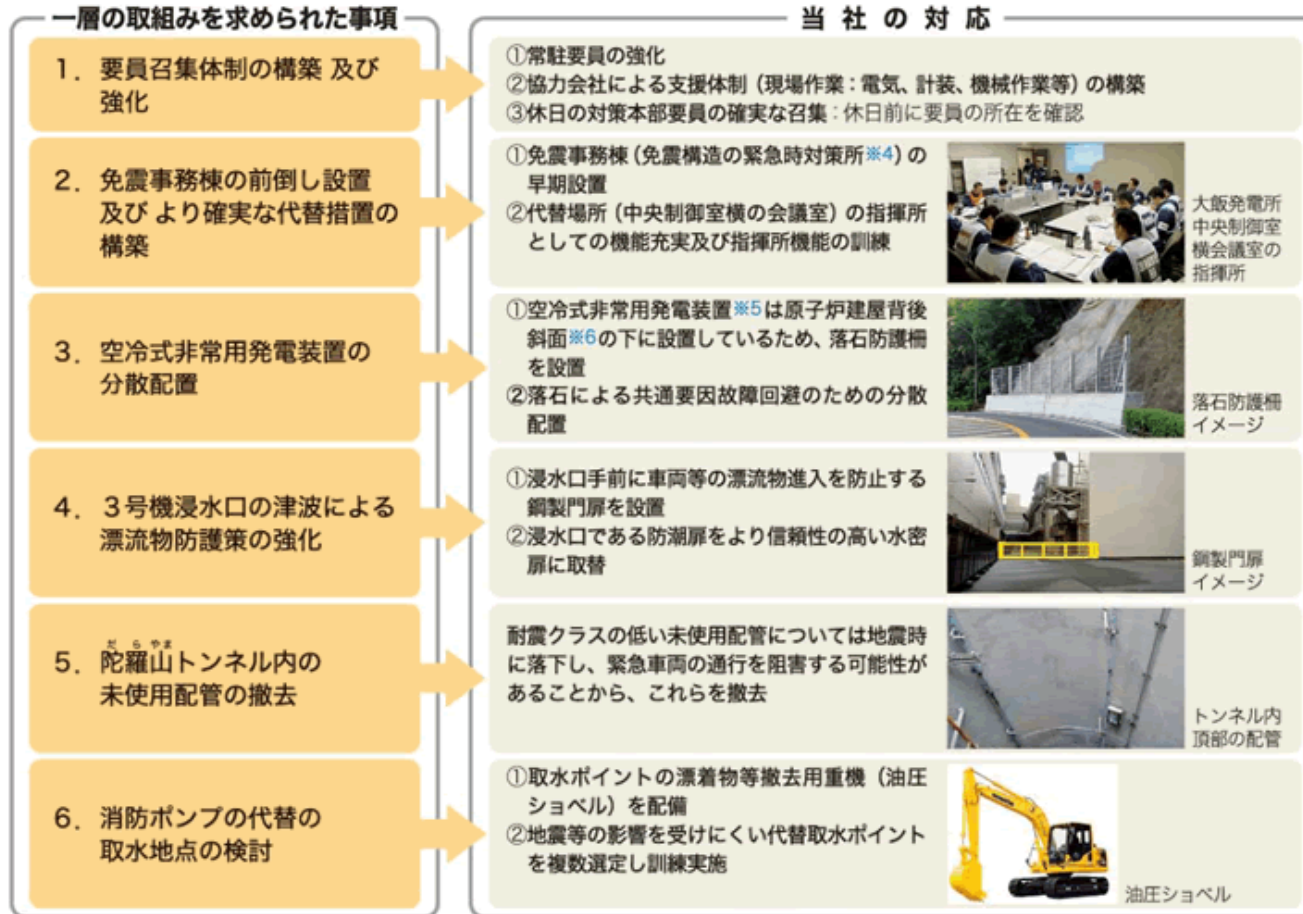 一層の取組みを求められた事項
当社の対応
1．要員召集体制の構築 及び
強化
①常駐要員の強化
②協力会社による支援体制（現場作業：電気、計装、機械作業等）の構築
③休日の対策本部要員の確実な召集：休日前に要員の所在を確認
2．免震事務棟の前倒し設置
及び より確実な代替措置の
構築
①免震事務棟（免震構造の緊急時対策所※4）の
早期設置
②代替場所（中央制御室横の会議室）の指揮所
としての機能充実及び指揮所機能の訓練
大飯発電所
中央制御室
横会議室の
指揮所
3．空冷式非常用発電装置の
分散配置
①空冷式非常用発電装置※5は原子炉建屋背後
斜面※6の下に設置しているため、落石防護柵
を設置
②落石による共通要因故障回避のための分散
配置
落石防護柵
イメージ
4．３号機浸水口の津波による
漂流物防護策の強化
①浸水口手前に車両等の漂流物進入を防止する
鋼製門扉を設置
②浸水口である防潮扉をより信頼性の高い水密
扉に取替
鋼製門扉
イメージ
だ ら やま
5．陀羅山トンネル内の
未使用配管の撤去
耐震クラスの低い未使用配管については地震時
に落下し、緊急車両の通行を阻害する可能性が
あることから、これらを撤去
トンネル内
頂部の配管
6．消防ポンプの代替の
取水地点の検討
①取水ポイントの漂着物等撤去用重機（油圧
ショベル）を配備
②地震等の影響を受けにくい代替取水ポイント
を複数選定し訓練実施
油圧ショベル